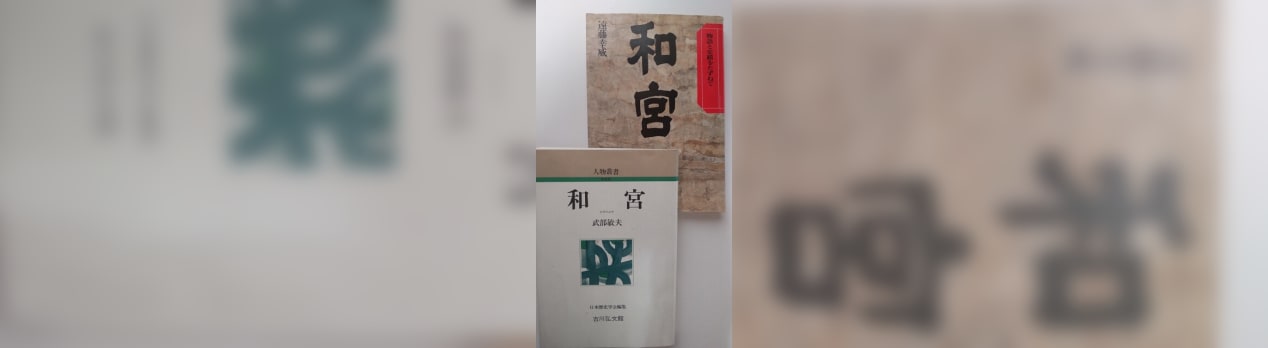 和宮
遠藤幸威
物語と史蹟をたずねて
人物叢書
和宮
武部敏夫
日本歴史学会編集
吉川弘文館